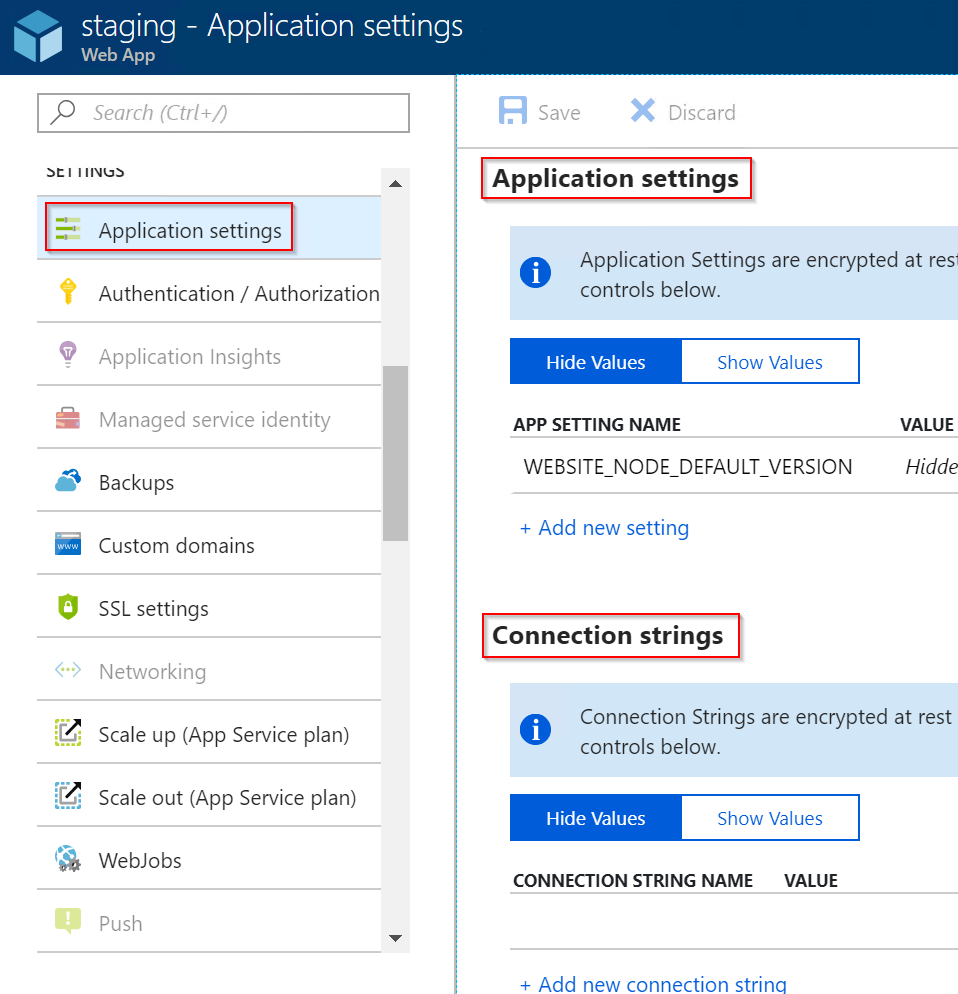 staging - Application settings
Web App
Search (Ctrl+/)
SETTINGS
Application settings
Authentication / Authorization
Application Insights
Managed service identity
Backups
Custom domains
www
SSL settings
Networking
Scale up (App Service plan)
Scale out (App Service plan)
WebJobs
Push
Save Discard
Application settings
Application Settings are encrypted at rest
controls below.
Hide Values Show Values
APP SETTING NAME VALUE
WEBSITE_NODE_DEFAULT_VERSION Hidde
+ Add new setting
Connection strings
Connection Strings are encrypted at rest
controls below.
Hide Values Show Values
CONNECTION STRING NAME VALUE
+ Add new connection string